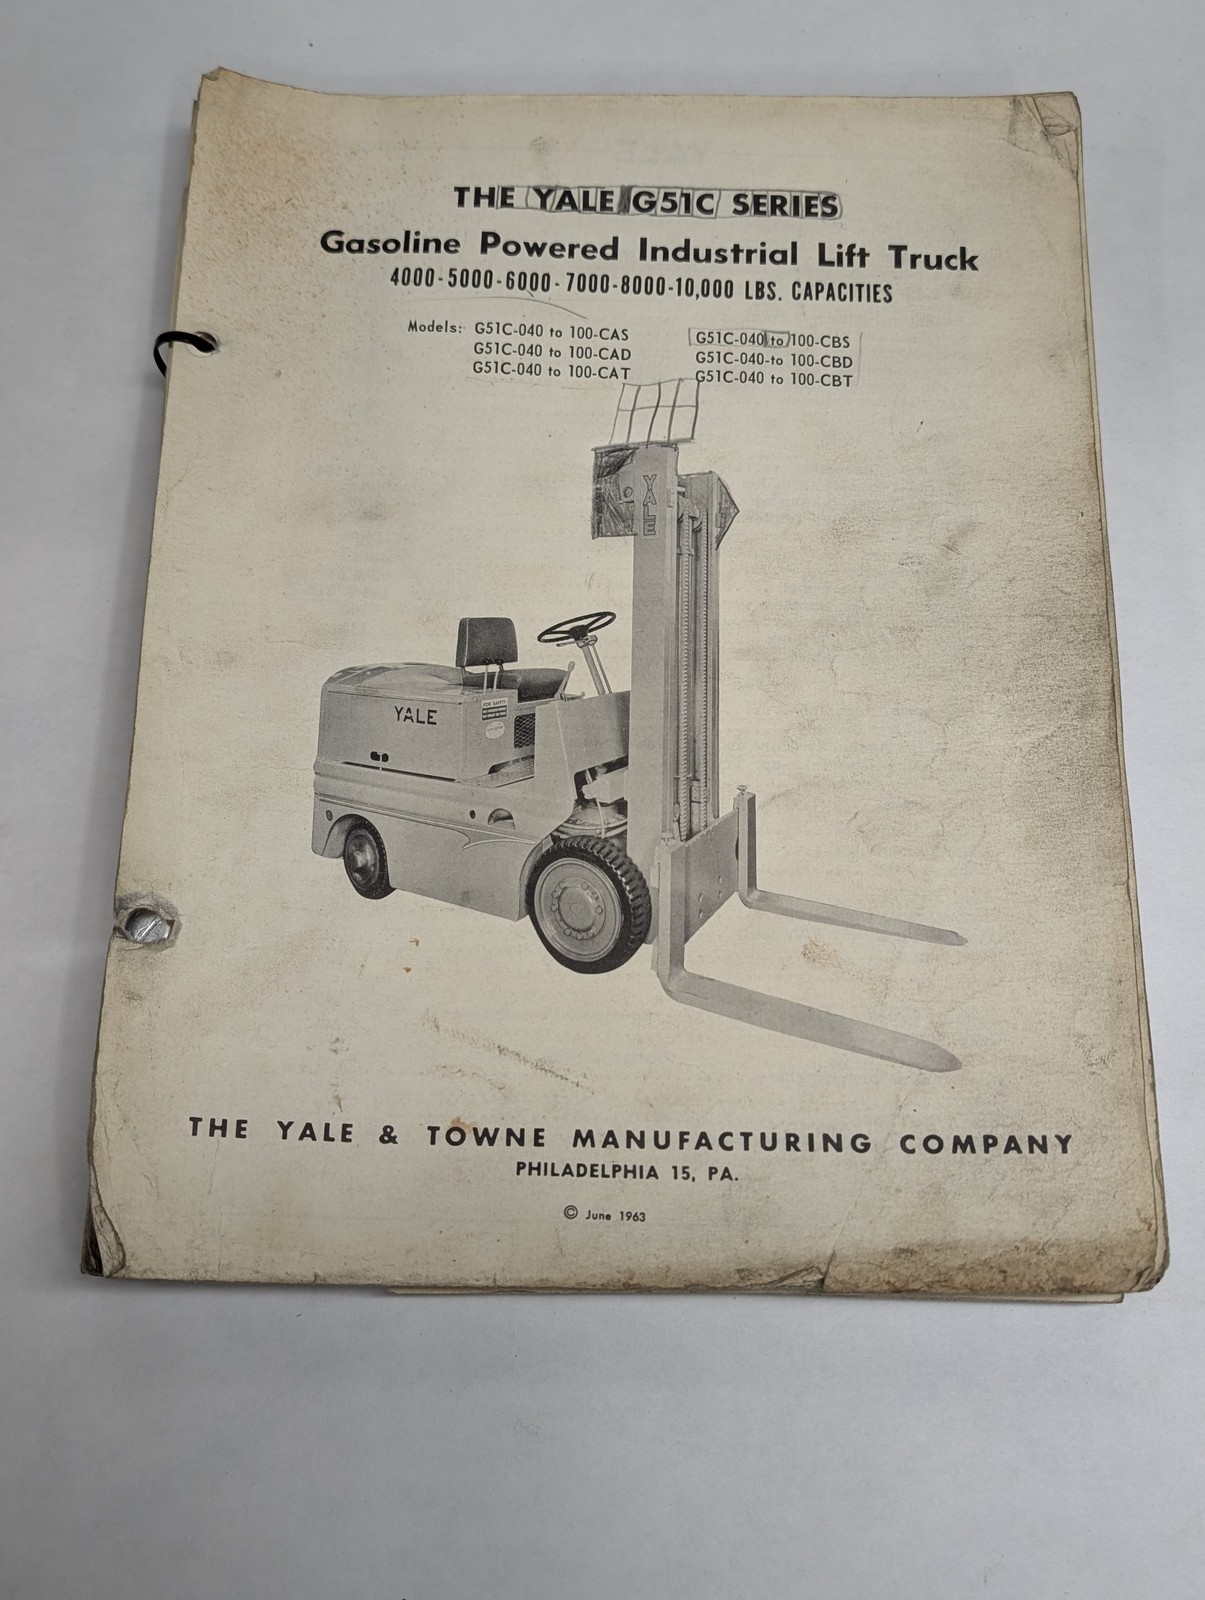 THE YALE G51C SERIES
Gasoline Powered Industrial Lift Truck
4000-5000-6000-7000-8000-10,000 LBS. CAPACITIES
Models: G51C-040 to 100-CAS
G51C-040 to 100-CAD
G51C-040 to 100-CAT
G51C-040 to 100-CBS
G51C-040-to 100-CBD
G51C-040 to 100-CBT
YALE
YALE
FOR SAFETY
THE YALE & TOWNE MANUFACTURING COMPANY
PHILADELPHIA 15, PA.
© June 1963